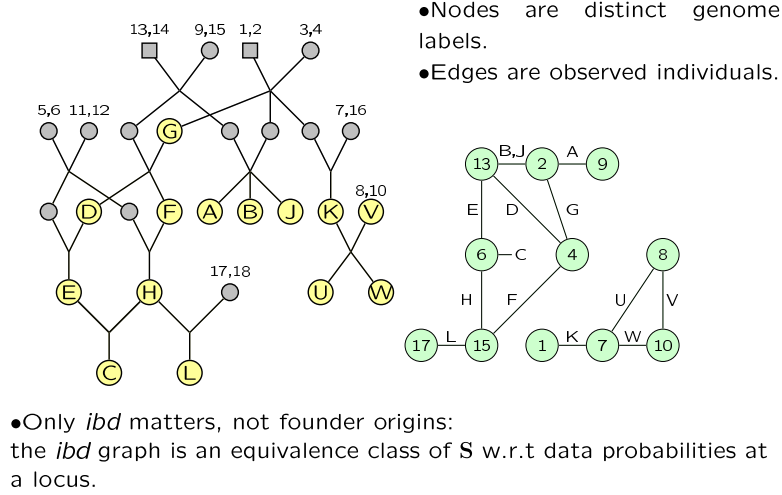 •Nodes are distinct genome
labels.
•Edges are observed individuals.
13,14 9,15 1,2 3,4
5,6 11,12 G 7,16
8,10
D F A B J K V
17,18
E H U W
C L
B,J A
13 2 9
E D G
6 C 4 8
H F U V
L K W
17 15 1 7 10
•Only ibd matters, not founder origins:
the ibd graph is an equivalence class of S w.r.t data probabilities at
a locus.